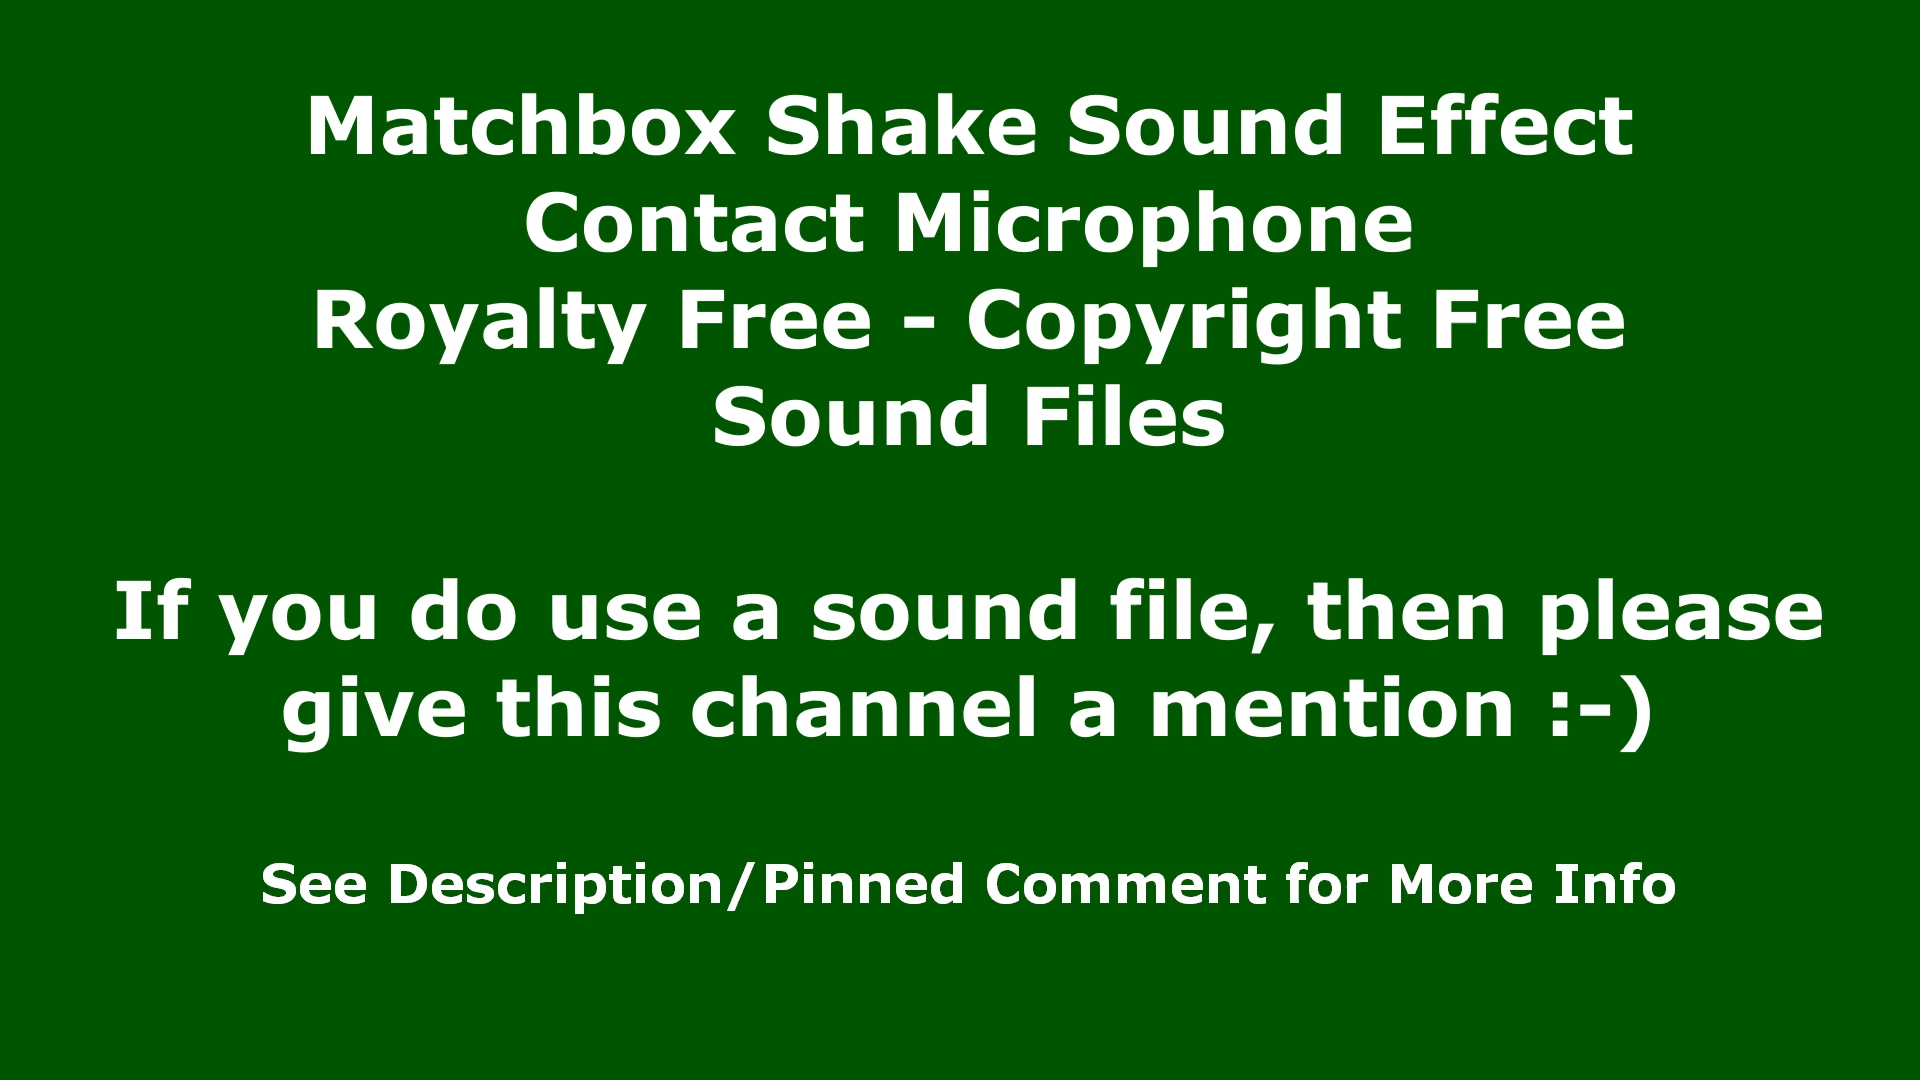 Matchbox Shake Sound Effect
Contact Microphone
Royalty Free - Copyright Free
Sound Files
If you do use a sound file, then please
give this channel a mention :-)
See Description/Pinned Comment for More Info